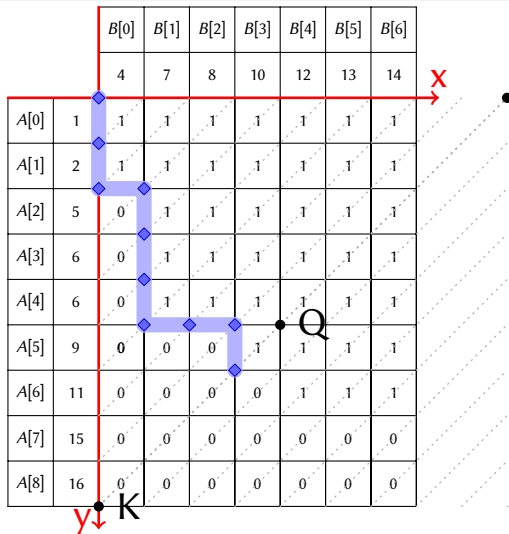 B[0] B[1] B[2] B[3] B[4] B[5] B[6]
4 7 8 10 12 13 14
x
A[0] 1 1 1 1 1 1 1 1
A[1] 2 1 1 1 1 1 1 1
A[2] 5 0 1 1 1 1 1 1
A[3] 6 0 1 1 1 1 1 1
A[4] 6 0 1 1 1 1 1 1
Q
A[5] 9 0 0 0 1 1 1 1
A[6] 11 0 0 0 0 1 1 1
A[7] 15 0 0 0 0 0 0 0
A[8] 16 0 0 0 0 0 0 0
y K